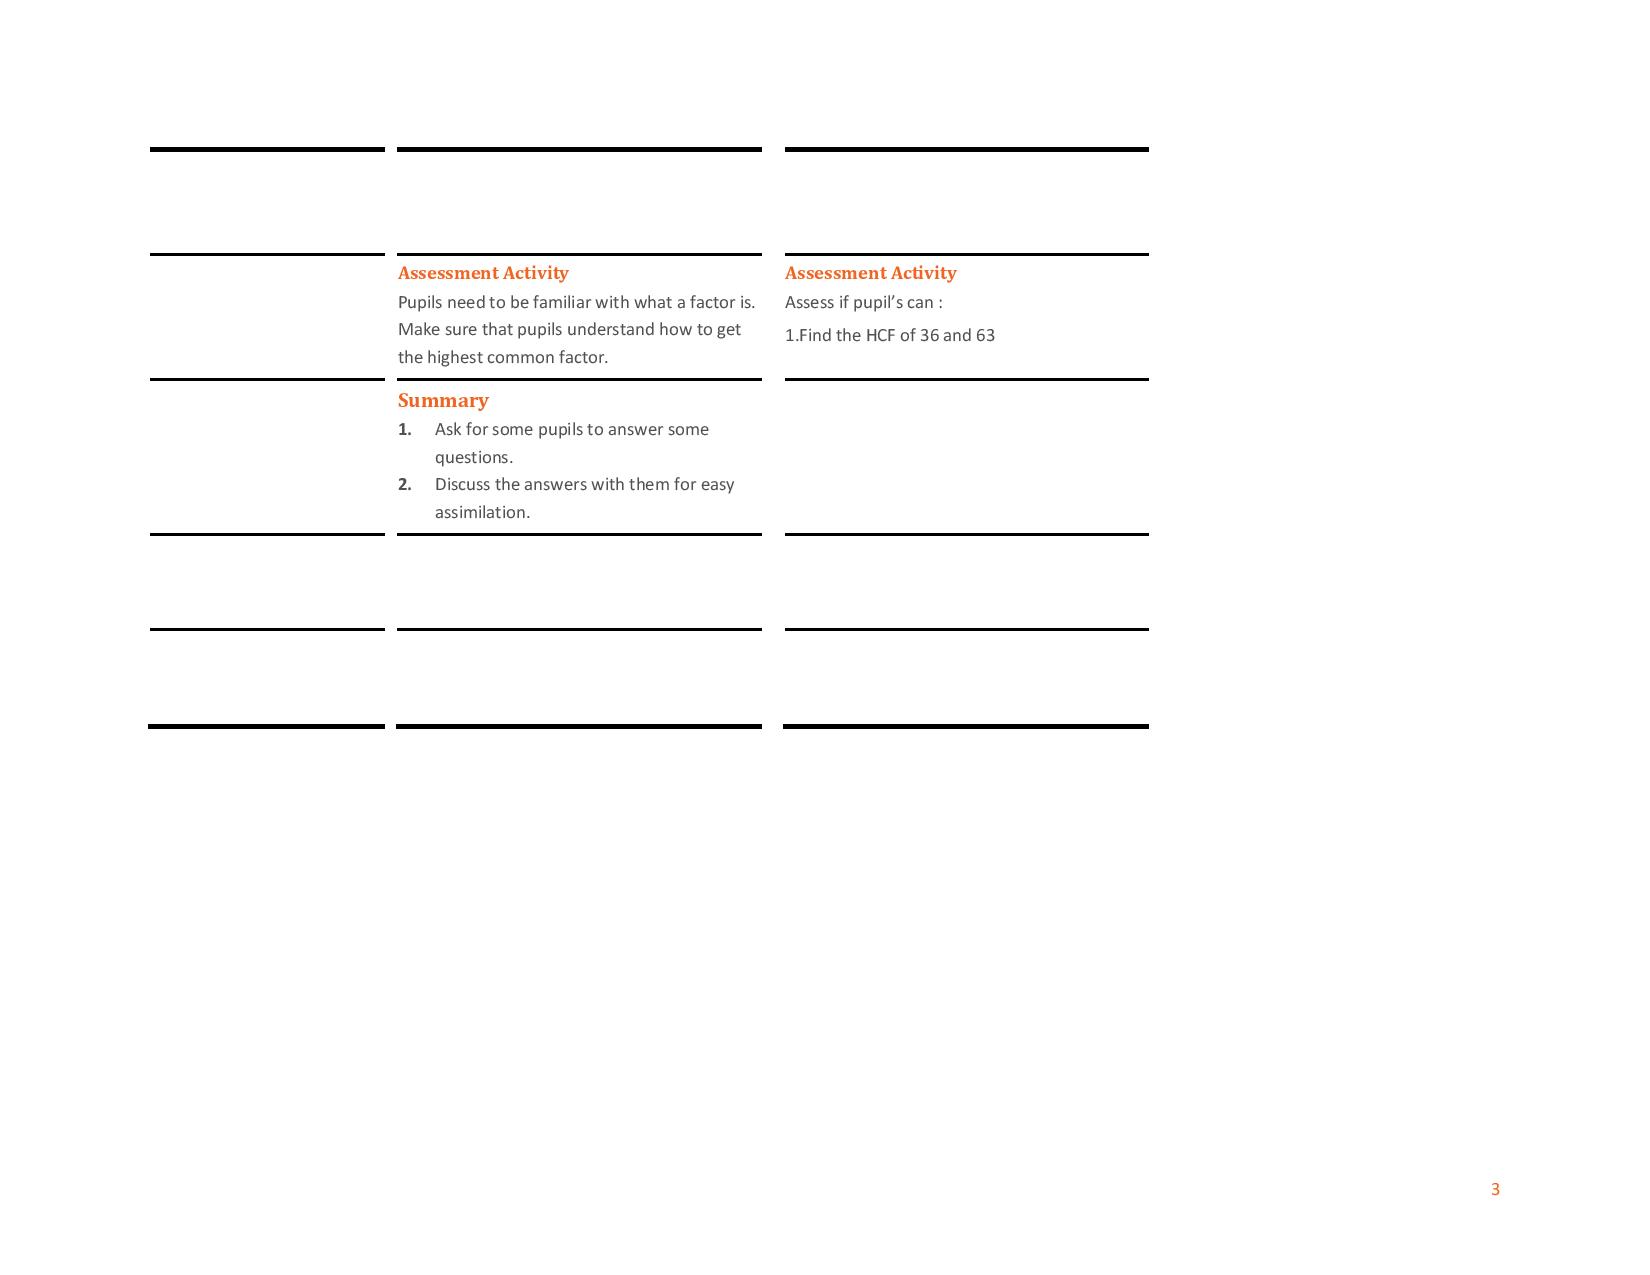 Assessment Activity
Pupils need to be familiar with what a factor is.
Make sure that pupils understand how to get
the highest common factor.
Assessment Activity
Assess if pupil’s can :
1.Find the HCF of 36 and 63
Summary
1. Ask for some pupils to answer some
questions.
2. Discuss the answers with them for easy
assimilation.
3